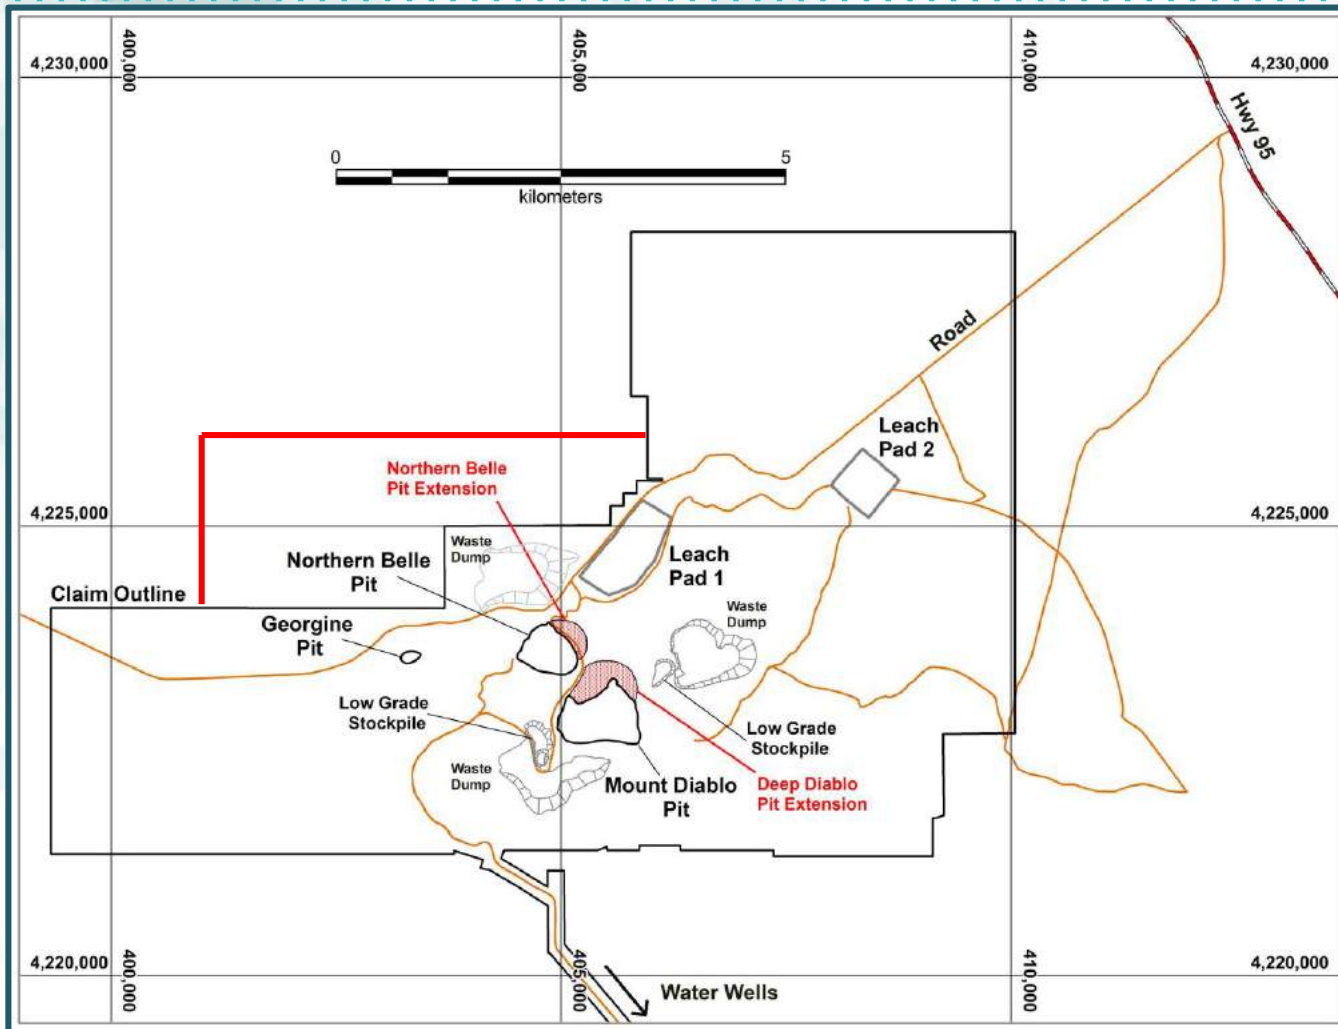 400,000
405,000
410,000
4,230,000
4,230,000
Hwy 95
0
5
kilometers
Road
Leach
Pad 2
Northern Belle
Pit Extension
4,225,000
4,225,000
Waste
Dump
Northern Belle
Pit
Leach
Pad 1
Claim Outline
Georgine
Pit
Waste
Dump
Low Grade
Stockpile
Low Grade
Stockpile
Waste
Dump
Mount Diablo
Pit
Deep Diablo
Pit Extension
4,220,000
4,220,000
400,000
405,000
410,000
Water Wells